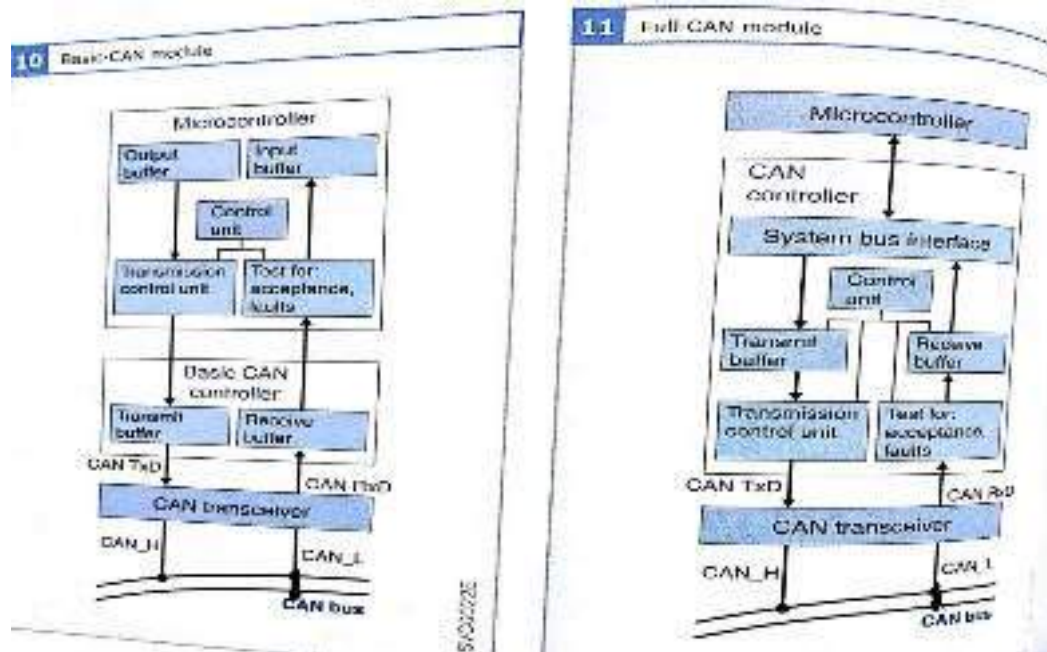 10 Basic-CAN module
Microcontroller
Output
buffer
Input
buffer
Control
unit
Transmission
control unit
Test for:
acceptance,
faults
Basic CAN
controller
Transmit
buffer
Receive
buffer
CAN TxD
CAN RxD
CAN transceiver
CAN_H
CAN_L
CAN bus
11 Full-CAN module
Microcontroller
CAN
controller
System bus interface
Control
unit
Transmit
buffer
Receive
buffer
Transmission
control unit
Test for:
acceptance,
faults
CAN TxD
CAN RxD
CAN transceiver
CAN_H
CAN_L
CAN bus